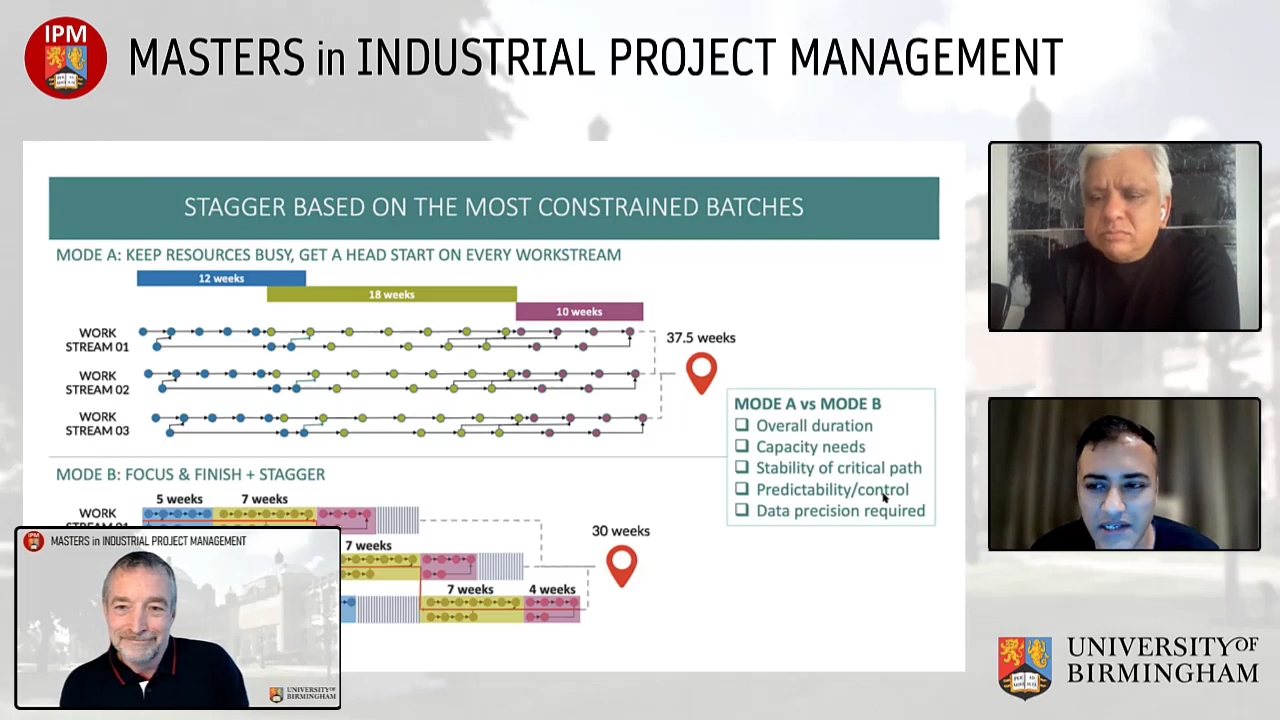 IPM
MASTERS in INDUSTRIAL PROJECT MANAGEMENT
STAGGER BASED ON THE MOST CONSTRAINED BATCHES
MODE A: KEEP RESOURCES BUSY, GET A HEAD START ON EVERY WORKSTREAM
12 weeks
18 weeks
10 weeks
WORK
STREAM 01
37.5 weeks
WORK
STREAM 02
WORK
STREAM 03
MODE A vs MODE B
Overall duration
Capacity needs
Stability of critical path
Predictability/control
Data precision required
MODE B: FOCUS & FINISH + STAGGER
5 weeks
7 weeks
WORK
30 weeks
7 weeks
7 weeks
4 weeks
MASTERS in INDUSTRIAL PROJECT MANAGEMENT
UNIVERSITY OF
BIRMINGHAM
UNIVERSITY OF
BIRMINGHAM